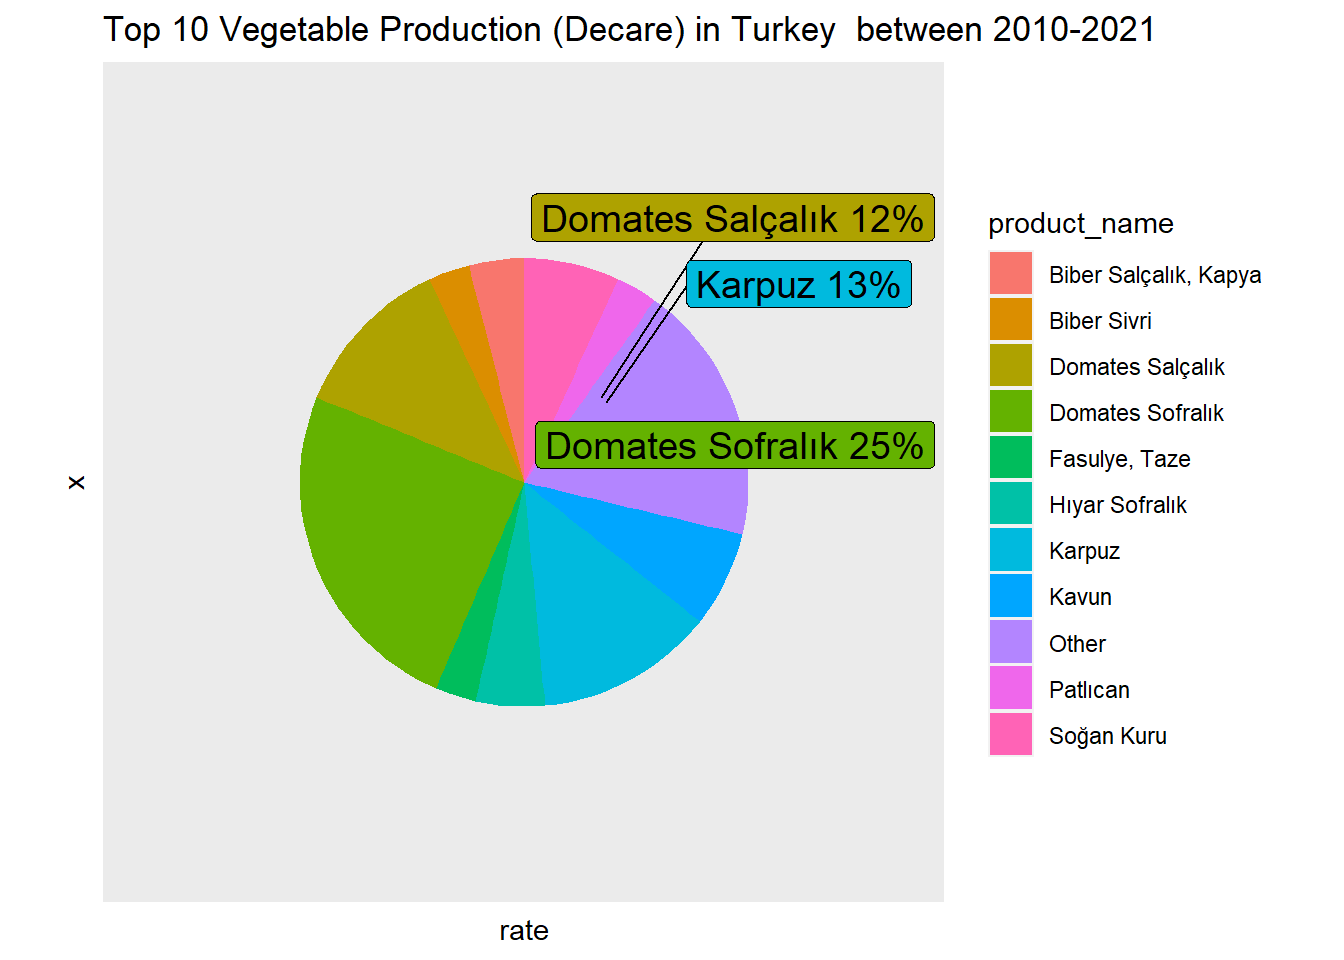 Top 10 Vegetable Production (Decare) in Turkey  between 2010-2021
Domates Salçalık 12%
Karpuz 13%
Domates Sofralık 25%
x
rate
product_name
Biber Salçalık, Kapya
Biber Sivri
Domates Salçalık
Domates Sofralık
Fasulye, Taze
Hıyar Sofralık
Karpuz
Kavun
Other
Patlıcan
Soğan Kuru